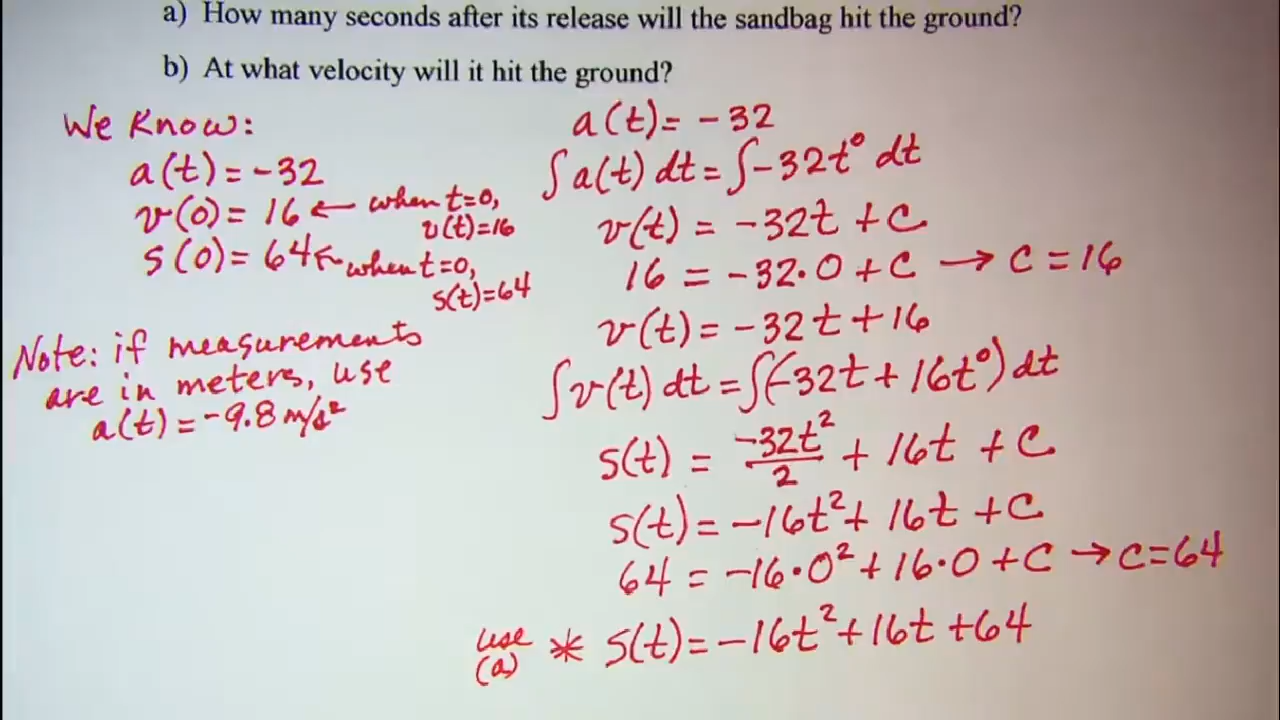 a) How many seconds after its release will the sandbag hit the ground?
b) At what velocity will it hit the ground?
We Know:
a(t) = -32
v(0) = 16 ← when t=0,
v(t)=16
s(0) = 64 ← when t=0,
s(t)=64
Note: if measurements
are in meters, use
a(t) = -9.8 m/s²
a(t) = -32
∫a(t) dt = ∫-32t⁰ dt
v(t) = -32t + C
16 = -32·0 + C → C = 16
v(t) = -32t + 16
∫v(t) dt = ∫(-32t + 16t⁰) dt
s(t) = -32t²/2 + 16t + C
s(t) = -16t² + 16t + C
64 = -16·0² + 16·0 + C → C=64
use (a) * s(t) = -16t² + 16t + 64